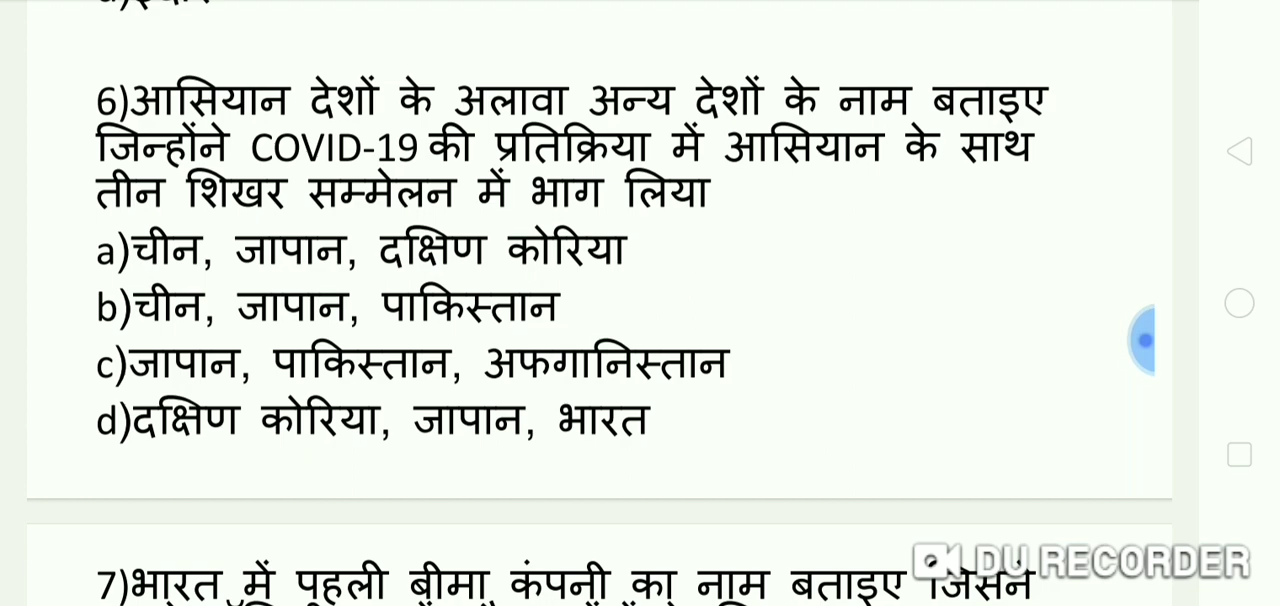 6)आसियान देशों के अलावा अन्य देशों के नाम बताइए
जिन्होंने COVID-19 की प्रतिक्रिया में आसियान के साथ
तीन शिखर सम्मेलन में भाग लिया
a)चीन, जापान, दक्षिण कोरिया
b)चीन, जापान, पाकिस्तान
c)जापान, पाकिस्तान, अफगानिस्तान
d)दक्षिण कोरिया, जापान, भारत
7)भारत में पहली बीमा कंपनी का नाम बताइए जिसने
DU RECORDER